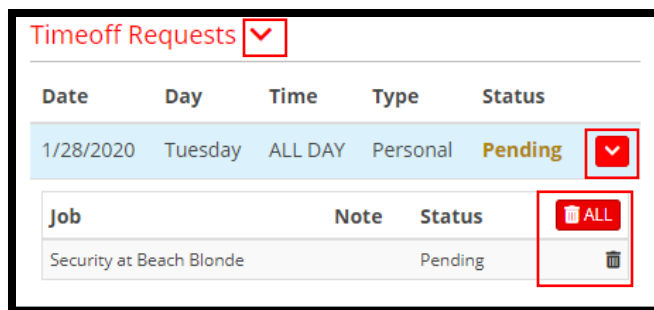 Timeoff Requests
Date Day Time Type Status
1/28/2020 Tuesday ALL DAY Personal Pending
Job Note Status ALL
Security at Beach Blonde Pending